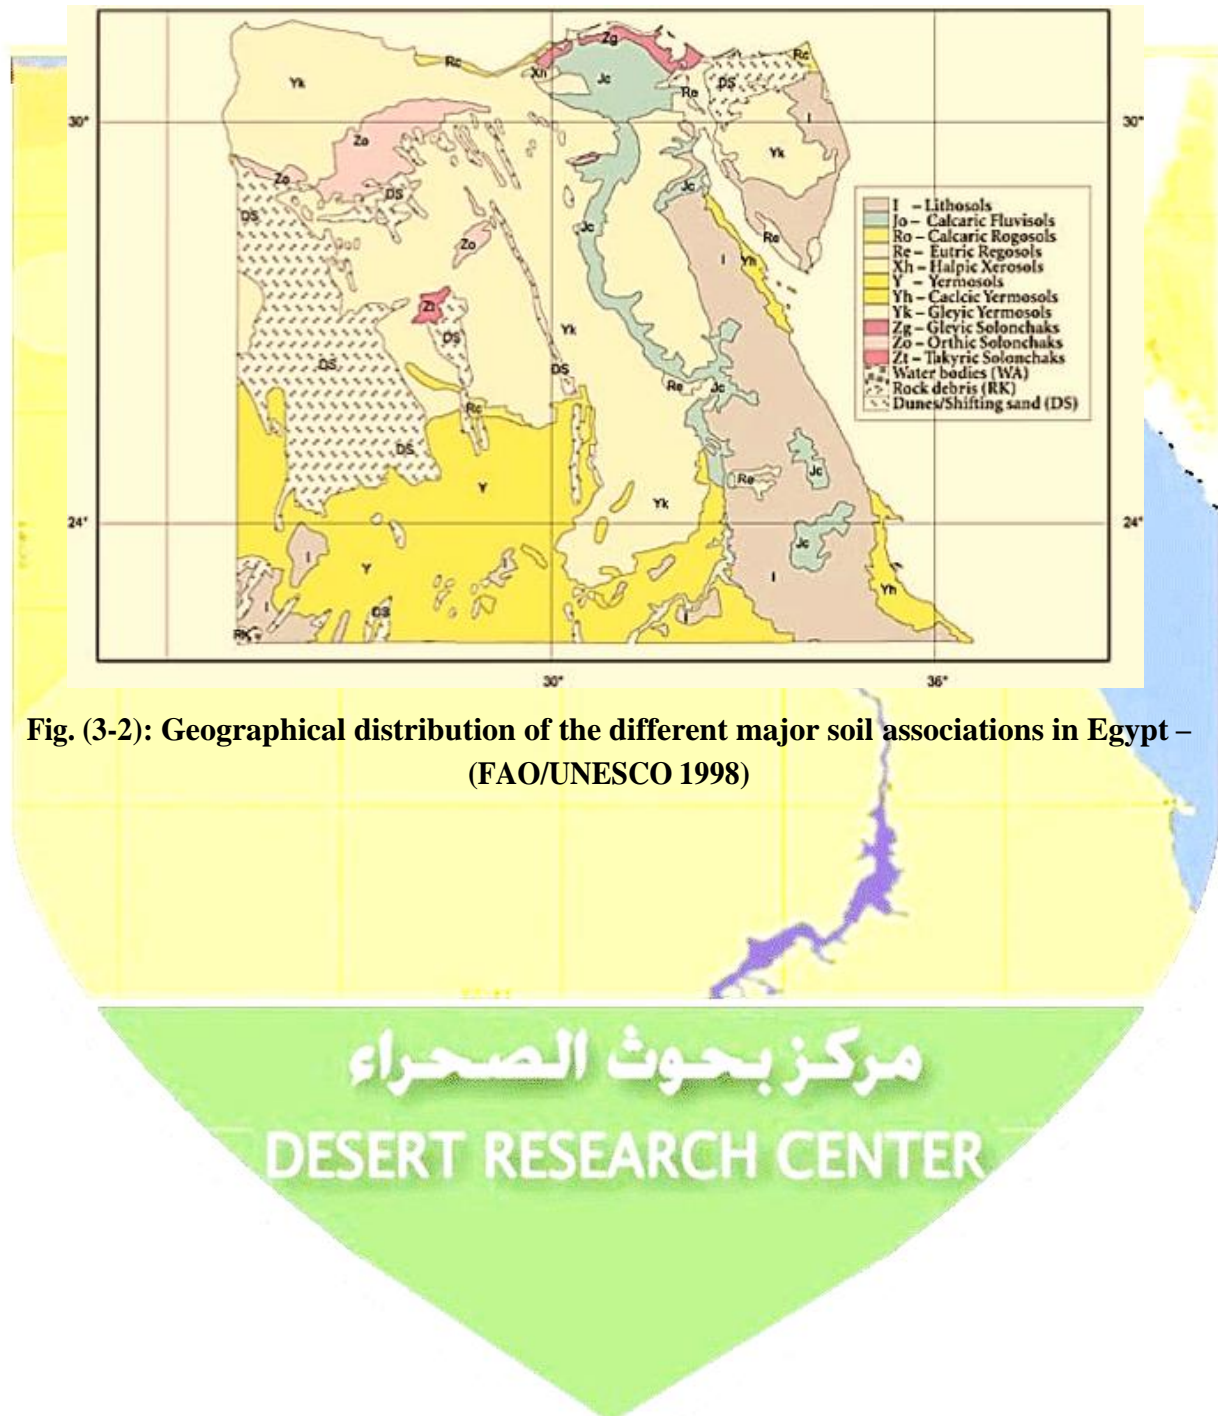 Zg
Rc
Xh
Jc
Rc
Yk
DS
Re
I
30°
30°
Zo
Yk
Zo
DS
Jc
DS
Jc
Re
Zo
I
Yh
Zt
DS
Yk
DS
DS
Re
Jc
Rc
DS
Jc
Re
Y
Yk
24°
24°
Jc
I
Y
I
Yh
I
DS
I
RK
30°
36°
I – Lithosols
Jo – Calcaric Fluvisols
Ro – Calcaric Rogosols
Re – Eutric Regosols
Xh – Halpic Xerosols
Y – Yermosols
Yh – Caclcic Yermosols
Yk – Gleyic Yermosols
Zg – Gleyic Solonchaks
Zo – Orthic Solonchaks
Zt – Takyric Solonchaks
Water bodies (WA)
Rock debris (RK)
Dunes/Shifting sand (DS)
Fig. (3-2): Geographical distribution of the different major soil associations in Egypt –
(FAO/UNESCO 1998)
مركز بحوث الصحراء
DESERT RESEARCH CENTER